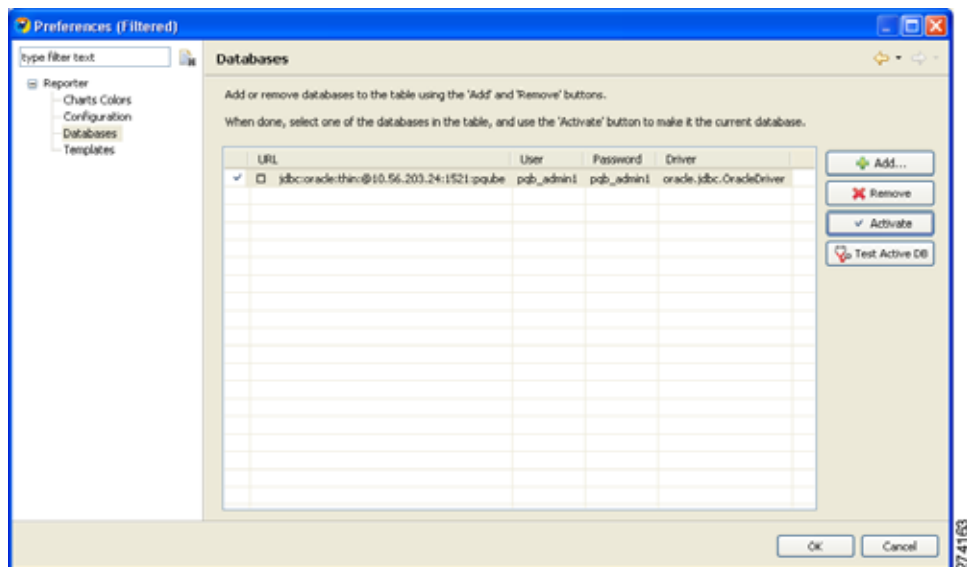 Preferences (Filtered)
type filter text
Databases
Reporter
Charts Colors
Configuration
Databases
Templates
Add or remove databases to the table using the 'Add' and 'Remove' buttons.
When done, select one of the databases in the table, and use the 'Activate' button to make it the current database.
URL User Password Driver
jdbc:oracle:thin:@10.56.203.24:1521:pqube pqb_admin1 pqb_admin1 oracle.jdbc.OracleDriver
Add...
Remove
Activate
Test Active DB
OK Cancel
274163